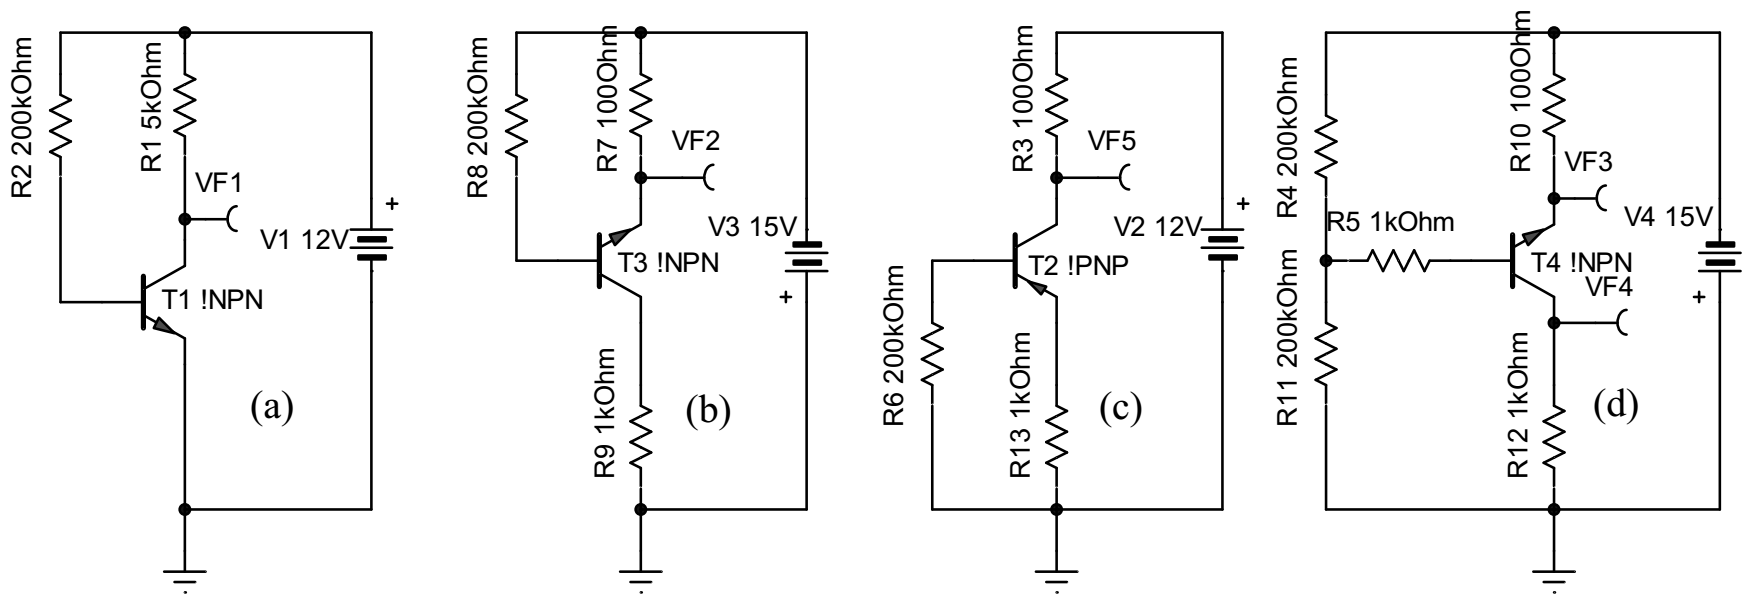 R2 200kOhm
R1 5kOhm
VF1
V1 12V
+
T1 !NPN
(a)
R8 200kOhm
R7 100Ohm
VF2
V3 15V
+
T3 !NPN
R9 1kOhm
(b)
R3 100Ohm
VF5
V2 12V
+
T2 !PNP
R6 200kOhm
R13 1kOhm
(c)
R4 200kOhm
R10 100Ohm
VF3
R5 1kOhm
V4 15V
+
T4 !NPN
VF4
R11 200kOhm
R12 1kOhm
(d)